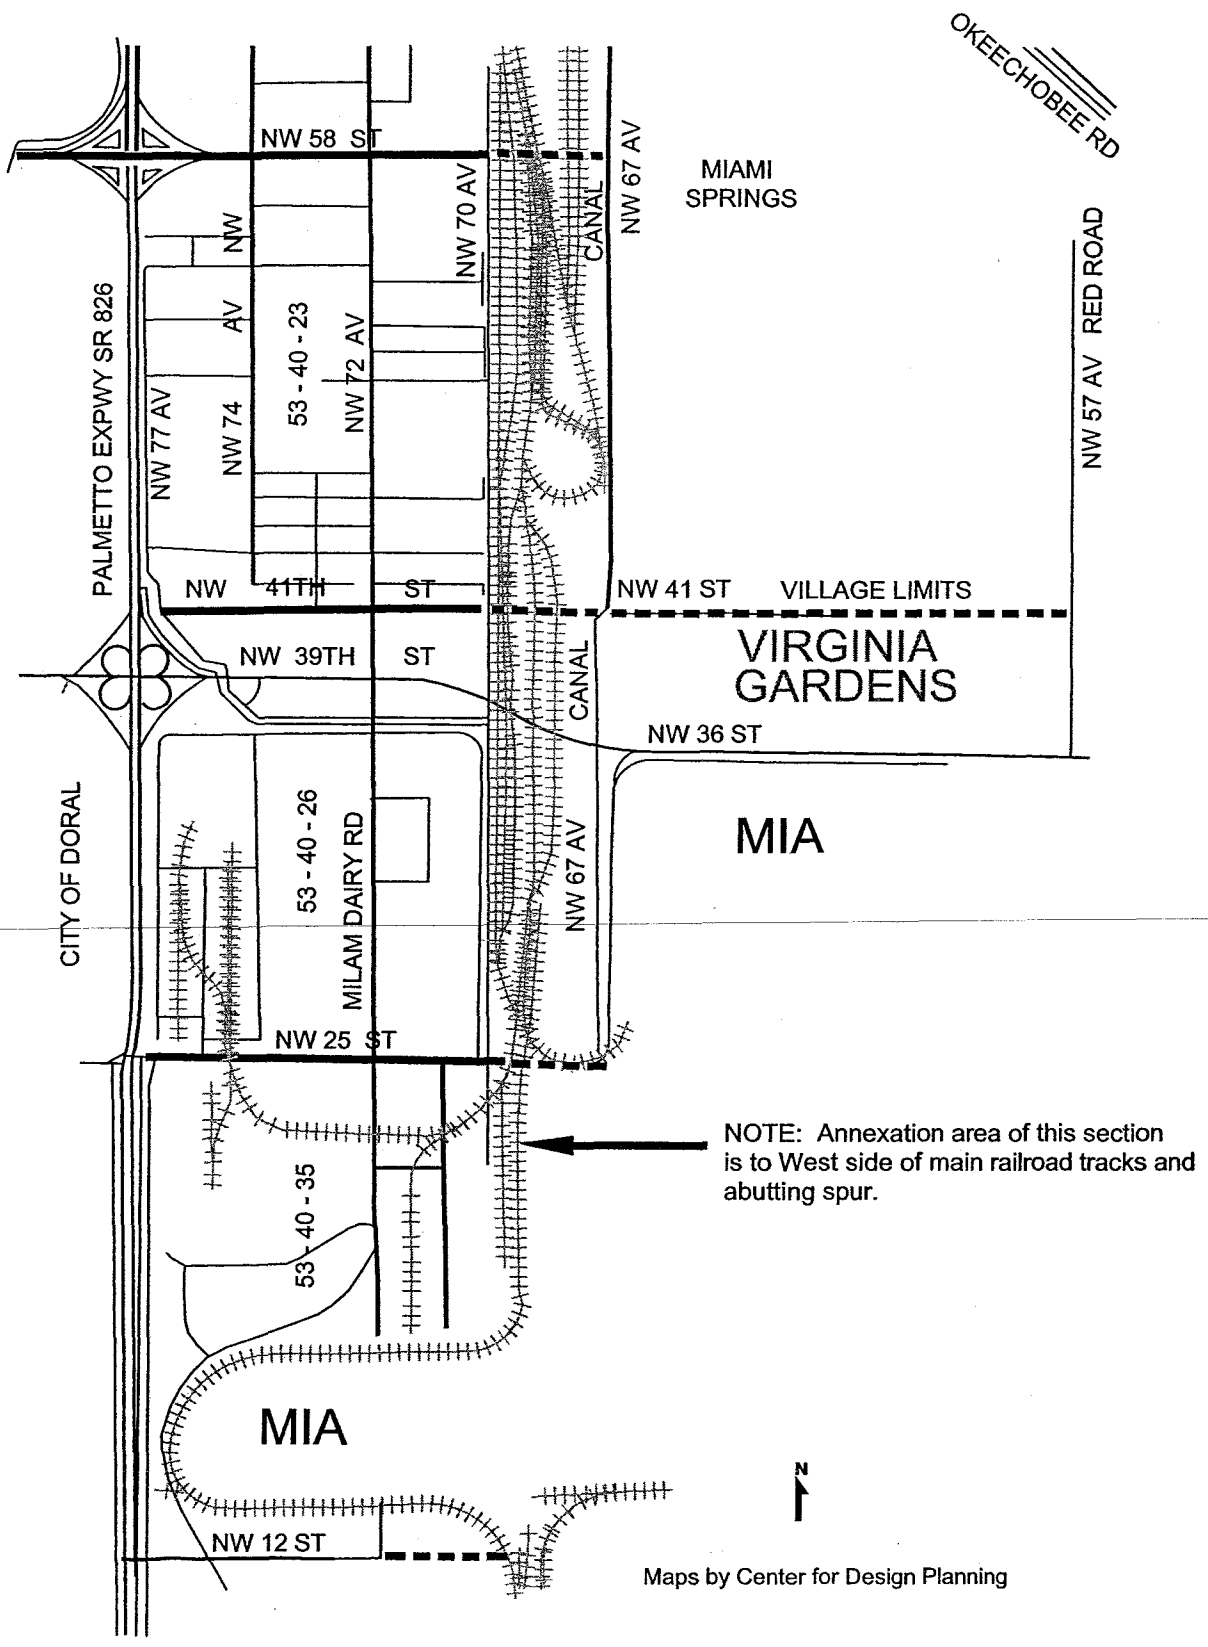 OKEECHOBEE RD
NW 58 ST
NW 67 AV
MIAMI
SPRINGS
NW 70 AV
CANAL
NW 57 AV RED ROAD
PALMETTO EXPWY SR 826
NW 77 AV
NW 74 AV NW
53 - 40 - 23
NW 72 AV
NW 41TH ST
NW 41 ST VILLAGE LIMITS
VIRGINIA
GARDENS
NW 39TH ST
CANAL
NW 36 ST
CITY OF DORAL
53 - 40 - 26
MILAM DAIRY RD
NW 67 AV
MIA
NW 25 ST
NOTE: Annexation area of this section
is to West side of main railroad tracks and
abutting spur.
53 - 40 - 35
MIA
N
NW 12 ST
Maps by Center for Design Planning